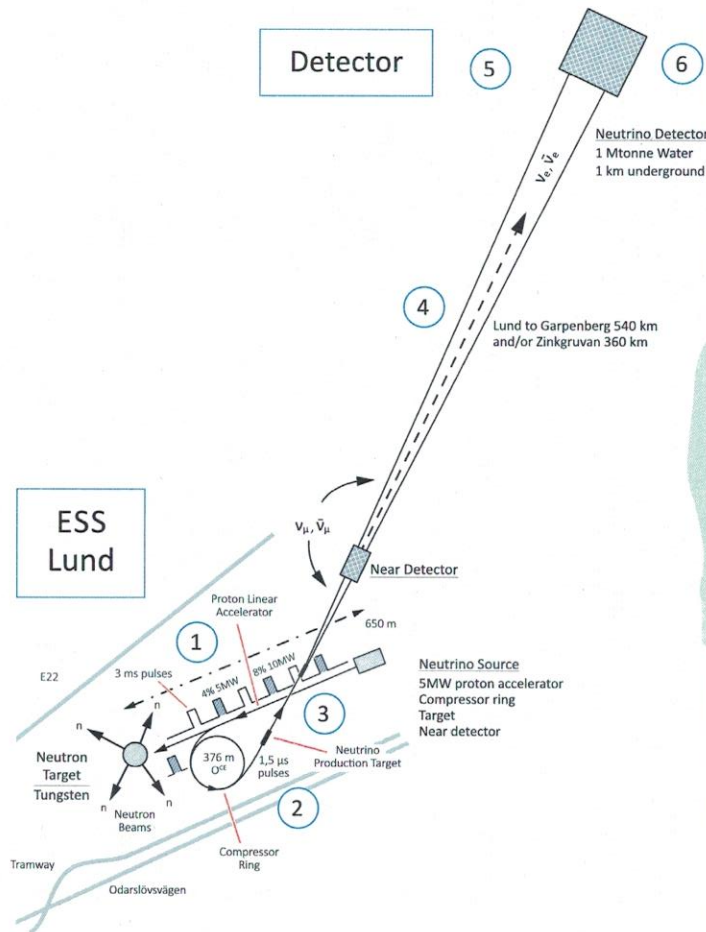 Detector
5
6
Neutrino Detector
1 Mtonne Water
1 km underground
νe, ν̄e
4
Lund to Garpenberg 540 km
and/or Zinkgruvan 360 km
ESS
Lund
νμ, ν̄μ
Near Detector
Proton Linear
Accelerator
650 m
1
E22
3 ms pulses
4% 5MW
8% 10MW
Neutrino Source
5MW proton accelerator
Compressor ring
Target
Near detector
3
n
n
n
n
Neutron
Target
Tungsten
376 m
1,5 μs
pulses
Neutrino
Production Target
Neutron
Beams
2
Compressor
Ring
Tramway
Odarslövsvägen